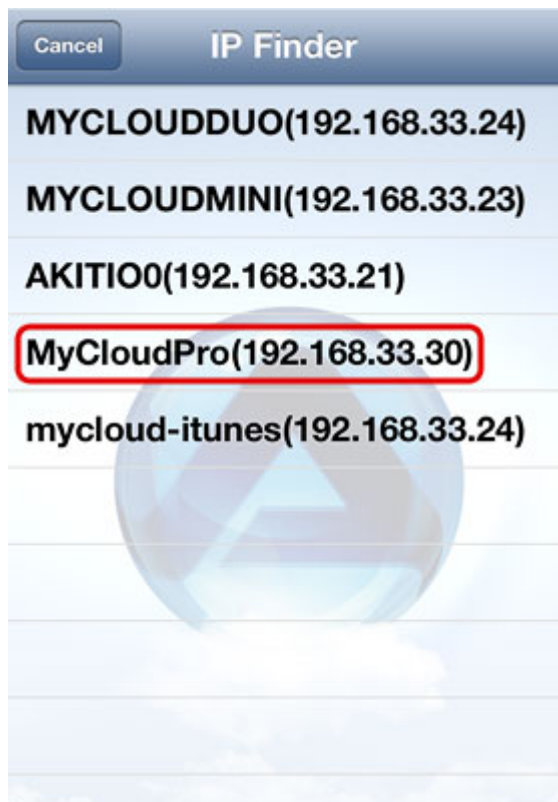 Cancel IP Finder
MYCLOUDDUO(192.168.33.24)
MYCLOUDMINI(192.168.33.23)
AKITIO0(192.168.33.21)
MyCloudPro(192.168.33.30)
mycloud-itunes(192.168.33.24)